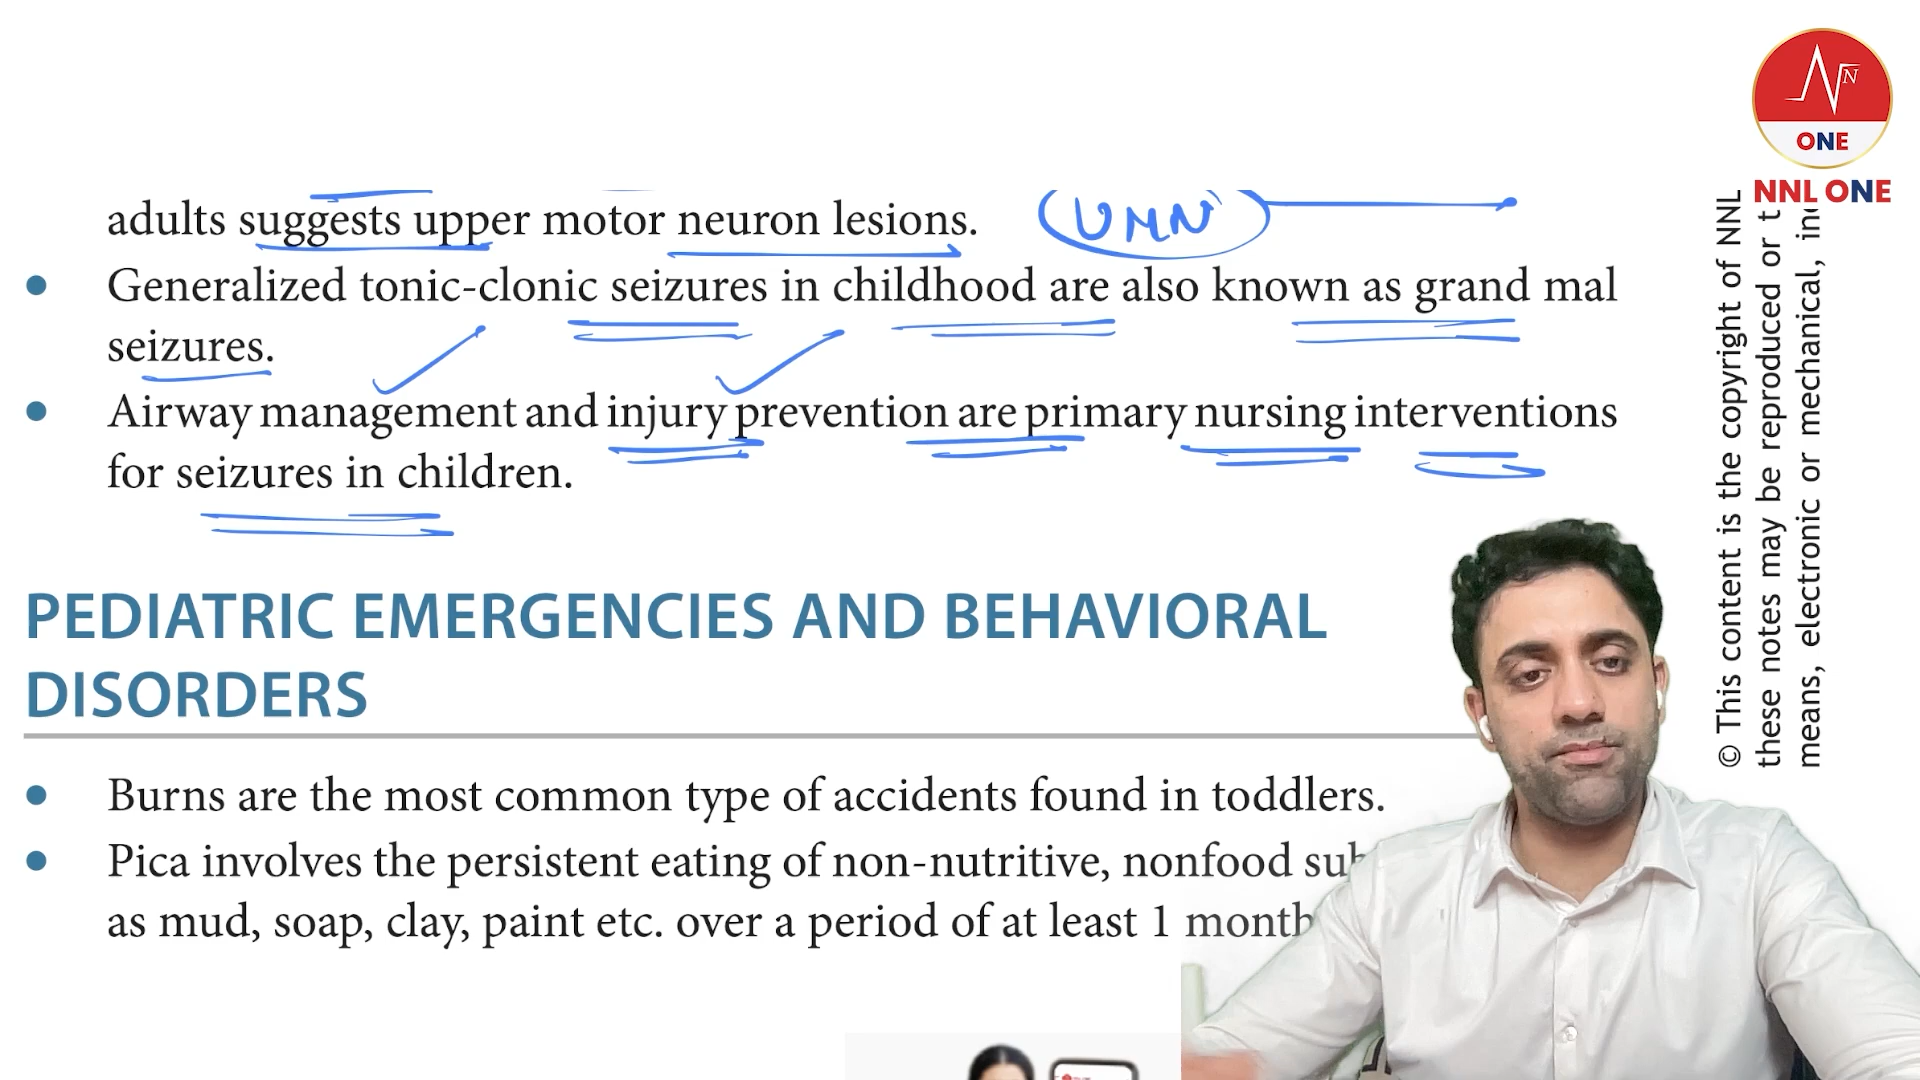 adults suggests upper motor neuron lesions. UMN
Generalized tonic-clonic seizures in childhood are also known as grand mal
seizures.
Airway management and injury prevention are primary nursing interventions
for seizures in children.
PEDIATRIC EMERGENCIES AND BEHAVIORAL
DISORDERS
Burns are the most common type of accidents found in toddlers.
Pica involves the persistent eating of non-nutritive, nonfood
as mud, soap, clay, paint etc. over a period of at least 1 month
N
ONE
NNL ONE
© This content is the copyright of NNL
these notes may be reproduced or t
means, electronic or mechanical, inc